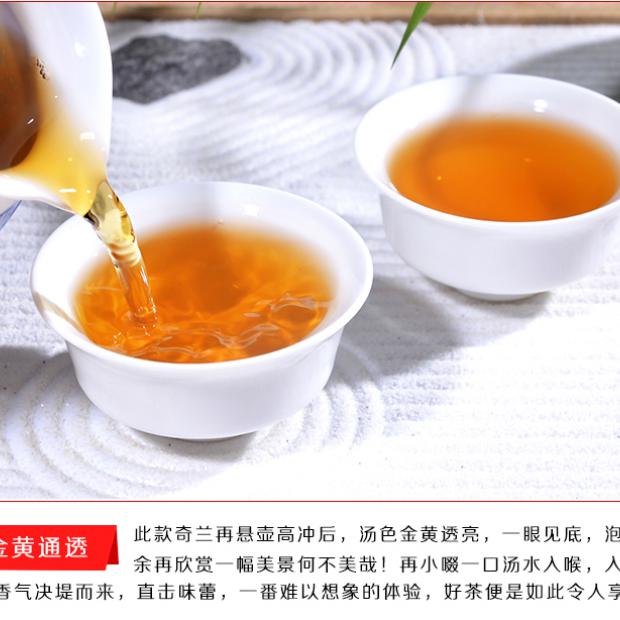 金黄通透
此款奇兰再悬壶高冲后，汤色金黄透亮，一眼见底，泡
余再欣赏一幅美景何不美哉！再小啜一口汤水入喉，入
香气决堤而来，直击味蕾，一番难以想象的体验，好茶便是如此令人享